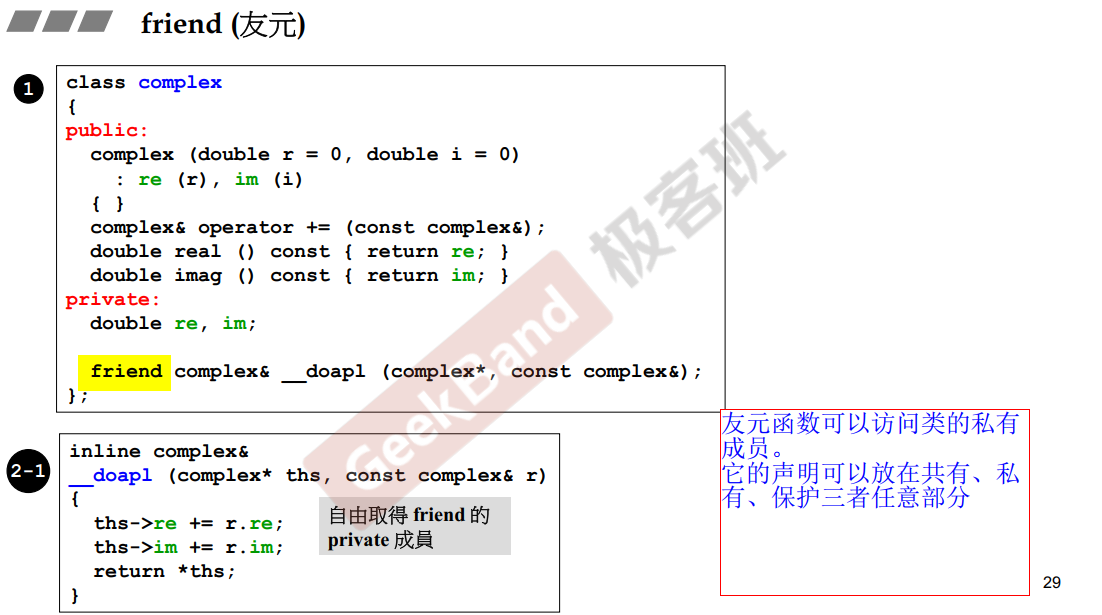 friend (友元)
1
class complex
{
public:
complex (double r = 0, double i = 0)
: re (r), im (i)
{ }
complex& operator += (const complex&);
double real () const { return re; }
double imag () const { return im; }
private:
double re, im;
friend complex& __doapl (complex*, const complex&);
};
GeekBand 极客班
2-1
inline complex&
__doapl (complex* ths, const complex& r)
{
ths->re += r.re;
ths->im += r.im;
return *ths;
}
自由取得 friend 的
private 成員
友元函数可以访问类的私有
成员。
它的声明可以放在共有、私
有、保护三者任意部分
29